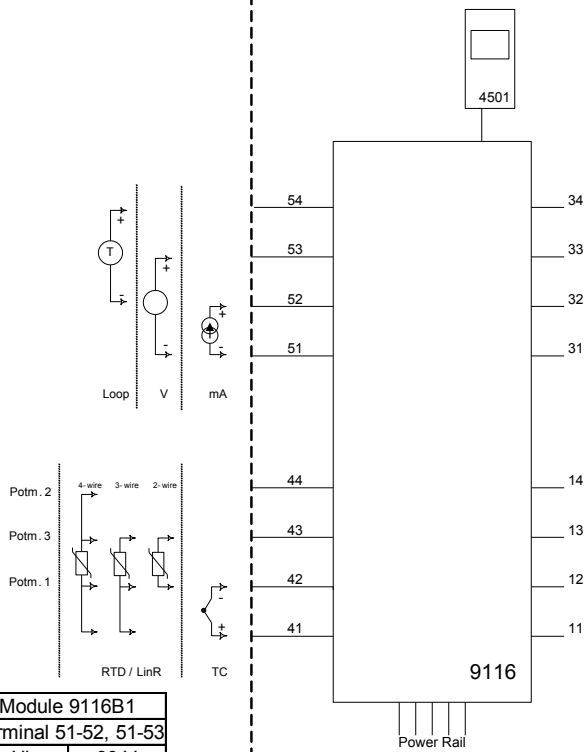 4501
54
34
+
T
53
33
+
-
52
32
+
-
-
51
31
Loop
V
mA
Potm. 2
4-wire
3-wire
2-wire
44
14
Potm. 3
43
13
Potm. 1
42
12
-
+
41
11
RTD / LinR
TC
9116
Module 9116B1
rminal 51-52, 51-53
Power Rail